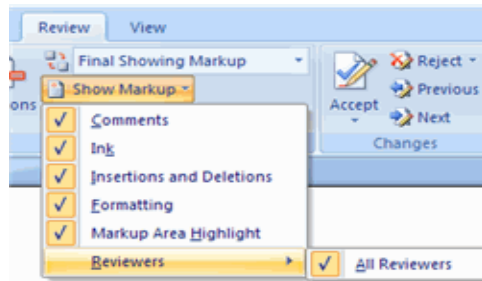 Review View
Final Showing Markup
Reject
Show Markup
Previous
ons
Accept
Next
Comments
Changes
Ink
Insertions and Deletions
Formatting
Markup Area Highlight
Reviewers
All Reviewers